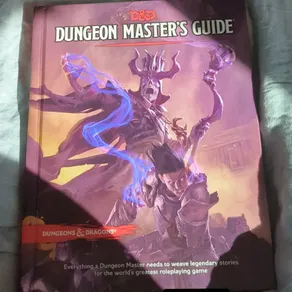 D&D
DUNGEON MASTER'S GUIDE
DUNGEONS & DRAGONS
Everything a Dungeon Master needs to weave legendary stories
for the world's greatest roleplaying game